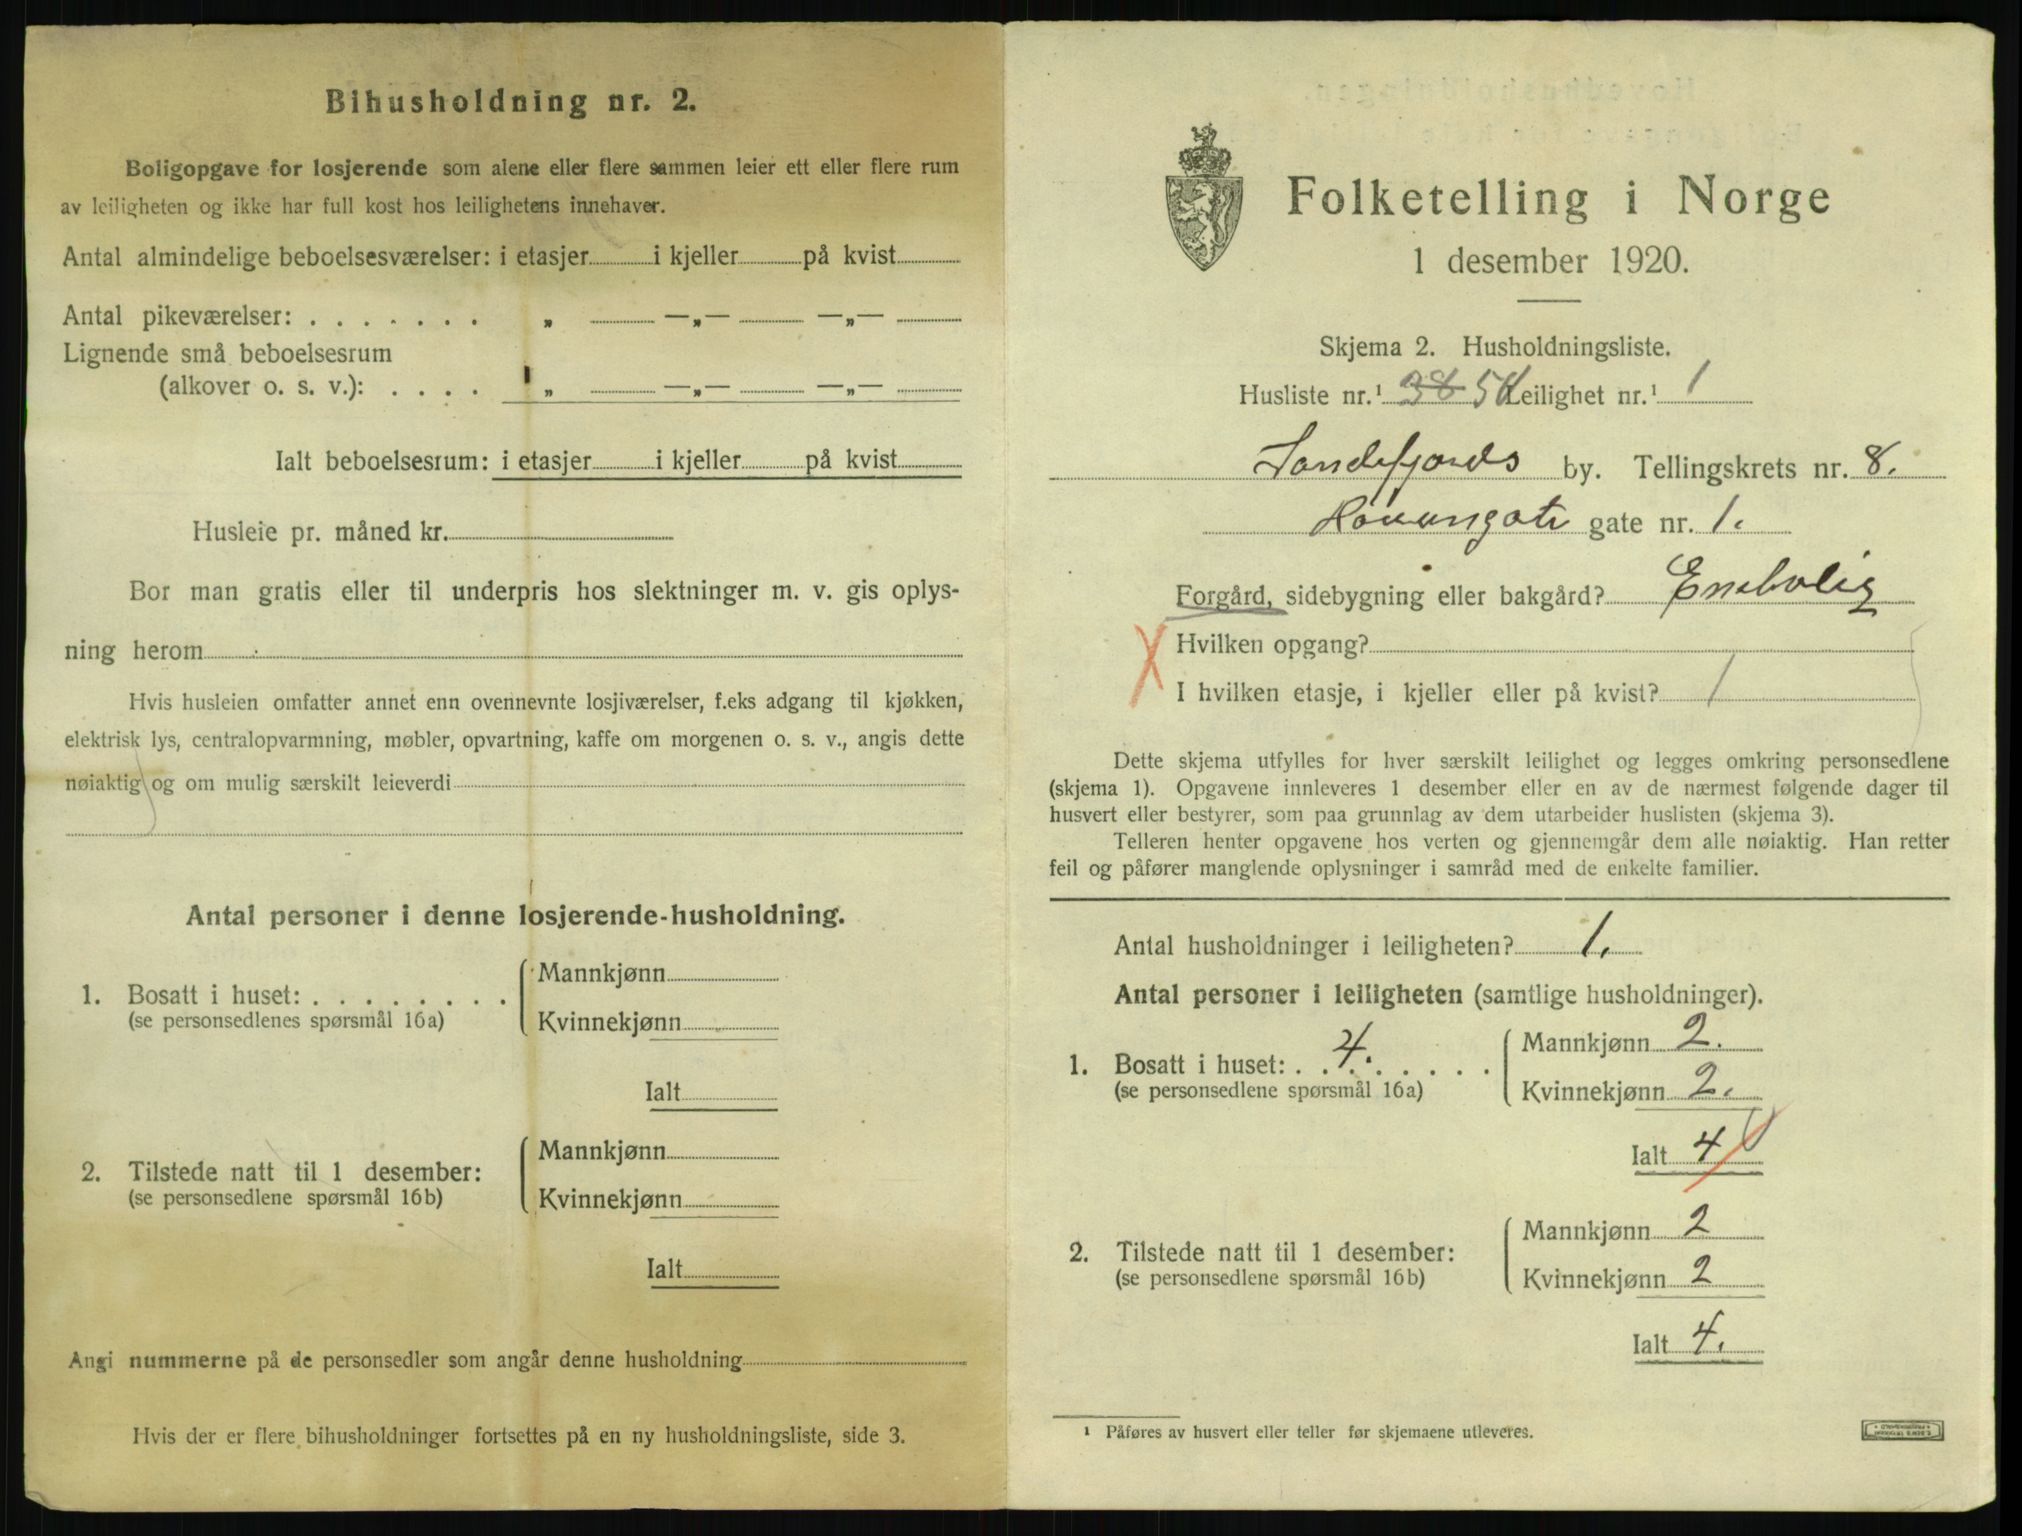 Bihusholdning nr. 2.
Boligopgave for losjerende som alene eller flere sammen leier ett eller flere rum
av leiligheten og ikke har full kost hos leilighetens innehaver.
Antal almindelige beboelsesværelser: i etasjer i kjeller på kvist
Antal pikeværelser: . . . . . . . „ —„— —„—
Lignende små beboelsesrum
(alkover o. s. v.): . . . . „ —„— —„—
Ialt beboelsesrum: i etasjer i kjeller på kvist
Husleie pr. måned kr.
Bor man gratis eller til underpris hos slektninger m. v. gis oplys-
ning herom
Hvis husleien omfatter annet enn ovennevnte losjiværelser, f.eks adgang til kjøkken,
elektrisk lys, centralopvarmning, møbler, opvartning, kaffe om morgenen o. s. v., angis dette
nøiaktig og om mulig særskilt leieverdi
Antal personer i denne losjerende-husholdning.
1. Bosatt i huset: . . . . . . . .
(se personsedlenes spørsmål 16a)
Mannkjønn
Kvinnekjønn
Ialt
2. Tilstede natt til 1 desember:
(se personsedlene spørsmål 16b)
Mannkjønn
Kvinnekjønn
Ialt
Angi nummerne på de personsedler som angår denne husholdning
Hvis der er flere bihusholdninger fortsettes på en ny husholdningsliste, side 3.
Folketelling i Norge
1 desember 1920.
Skjema 2. Husholdningsliste.
Husliste nr.¹ 38 Leilighet nr.¹ 1
Sandefjords by. Tellingskrets nr. 8.
gate nr. 1.
Forgård, sidebygning eller bakgård? Enebolig
Hvilken opgang?
I hvilken etasje, i kjeller eller på kvist? 1
Dette skjema utfylles for hver særskilt leilighet og legges omkring personsedlene
(skjema 1). Opgavene innleveres 1 desember eller en av de nærmest følgende dager til
husvert eller bestyrer, som paa grunnlag av dem utarbeider huslisten (skjema 3).
Telleren henter opgavene hos verten og gjennemgår dem alle nøiaktig. Han retter
feil og påfører manglende oplysninger i samråd med de enkelte familier.
Antal husholdninger i leiligheten? 1.
Antal personer i leiligheten (samtlige husholdninger).
1. Bosatt i huset: . 4. . . . . . .
(se personsedlene spørsmål 16a)
Mannkjønn 2.
Kvinnekjønn 2.
Ialt 4
2. Tilstede natt til 1 desember:
(se personsedlene spørsmål 16b)
Mannkjønn 2
Kvinnekjønn 2
Ialt 4.
¹ Påføres av husvert eller teller før skjemaene utleveres.